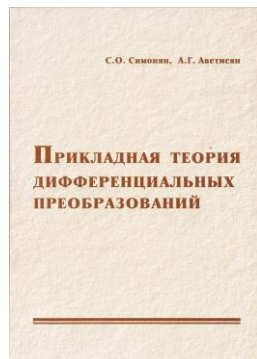 С.О. Симонян, А.Г. Аветисян
Прикладная теория
дифференциальных
преобразований